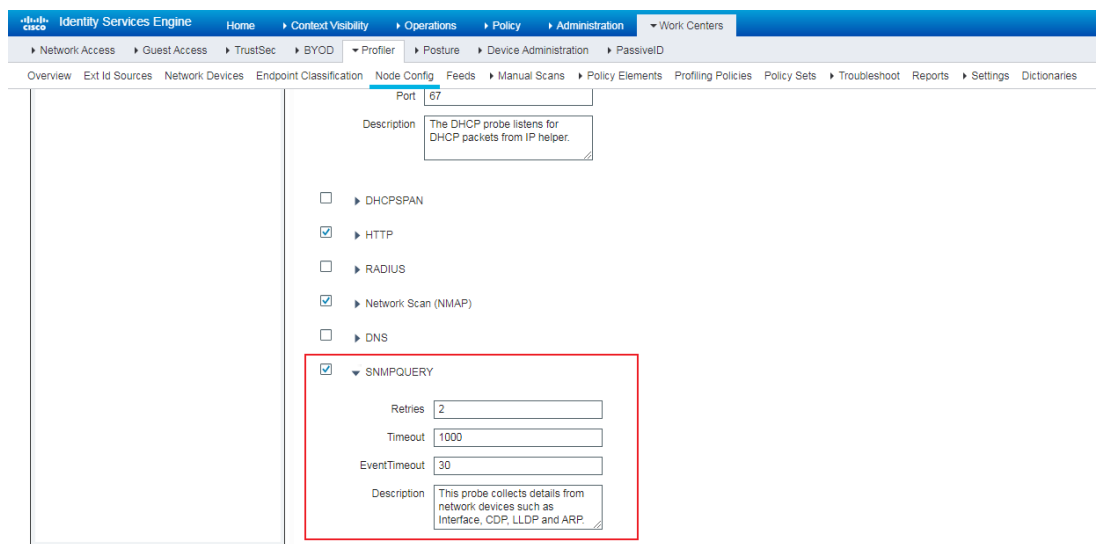 cisco Identity Services Engine Home Context Visibility Operations Policy Administration Work Centers
Network Access Guest Access TrustSec BYOD Profiler Posture Device Administration PassiveID
Overview Ext Id Sources Network Devices Endpoint Classification Node Config Feeds Manual Scans Policy Elements Profiling Policies Policy Sets Troubleshoot Reports Settings Dictionaries
Port 67
Description The DHCP probe listens for
DHCP packets from IP helper.
DHCPSPAN
HTTP
RADIUS
Network Scan (NMAP)
DNS
SNMPQUERY
Retries 2
Timeout 1000
EventTimeout 30
Description This probe collects details from
network devices such as
Interface, CDP, LLDP and ARP.